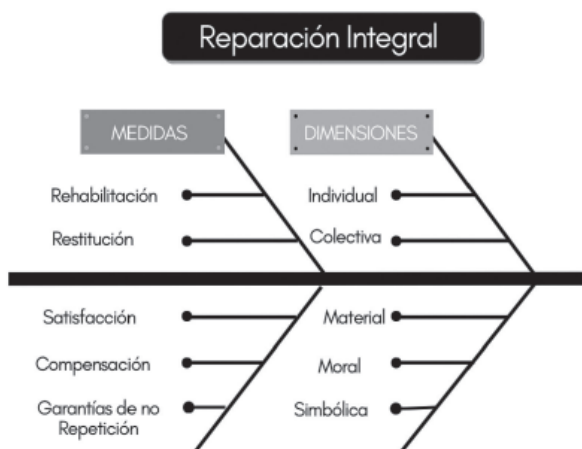 Reparación Integral
MEDIDAS
Rehabilitación
Restitución
Satisfacción
Compensación
Garantías de no
Repetición
DIMENSIONES
Individual
Colectiva
Material
Moral
Simbólica